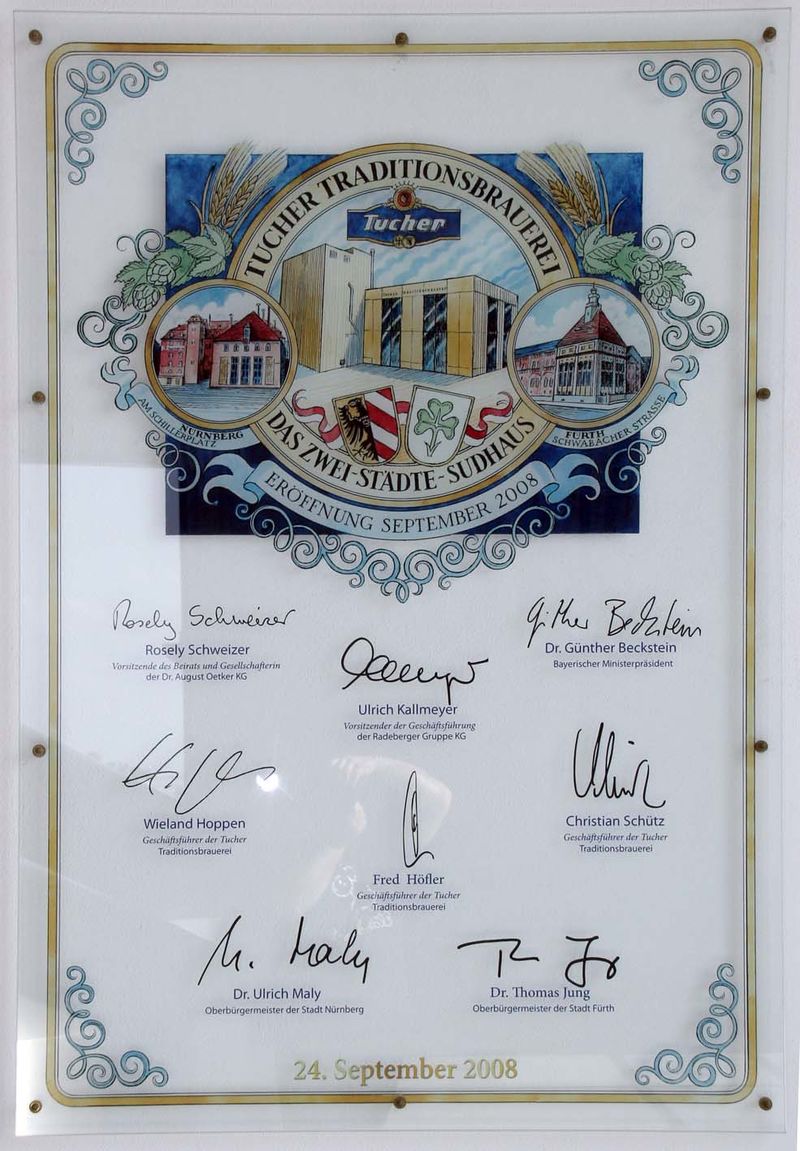 TUCHER TRADITIONSBRAUEREI
Tucher
NÜRNBERG
AM SCHILLERPLATZ
FÜRTH
SCHWABACHER STRASSE
DAS ZWEI-STÄDTE-SUDHAUS
ERÖFFNUNG SEPTEMBER 2008
Rosely Schweizer
Rosely Schweizer
Vorsitzende des Beirats und Gesellschafterin
der Dr. August Oetker KG
Günther Beckstein
Dr. Günther Beckstein
Bayerischer Ministerpräsident
Ulrich Kallmeyer
Vorsitzender der Geschäftsführung
der Radeberger Gruppe KG
Wieland Hoppen
Geschäftsführer der Tucher
Traditionsbrauerei
Christian Schütz
Geschäftsführer der Tucher
Traditionsbrauerei
Fred Höfler
Geschäftsführer der Tucher
Traditionsbrauerei
U. Maly
Dr. Ulrich Maly
Oberbürgermeister der Stadt Nürnberg
Dr. Thomas Jung
Oberbürgermeister der Stadt Fürth
24. September 2008